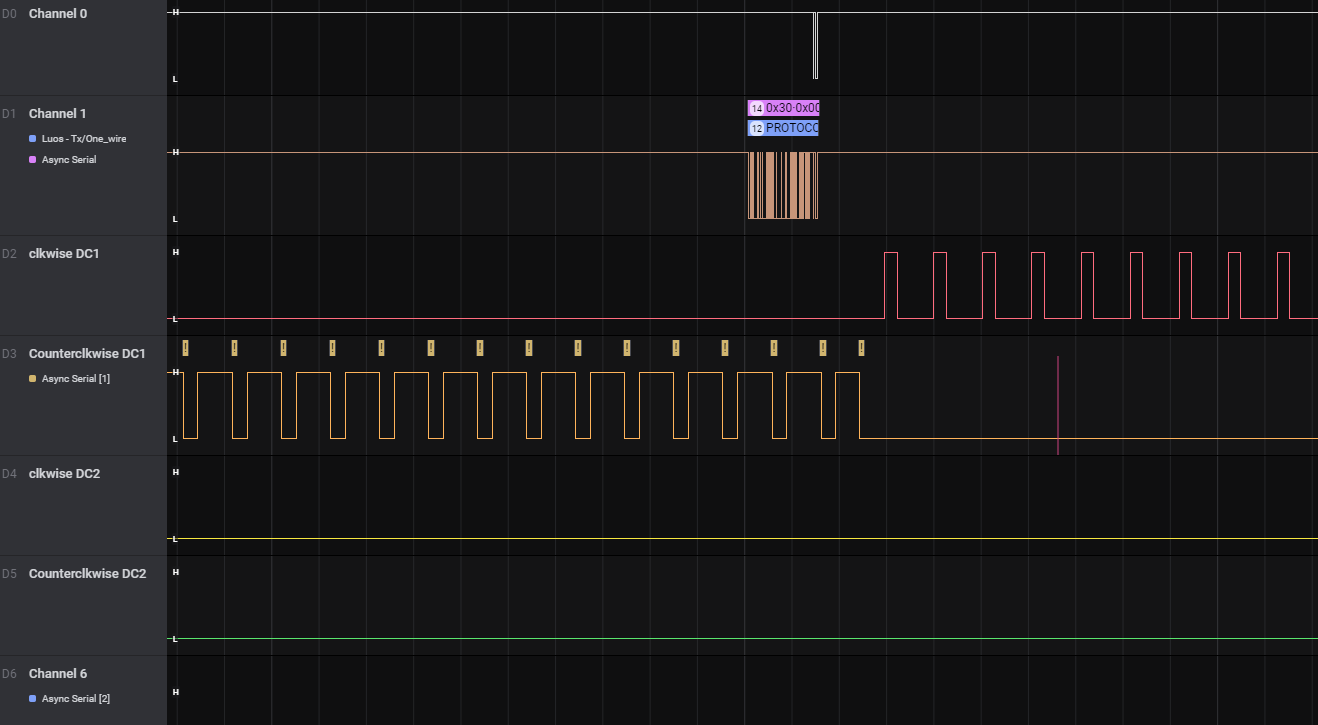 D0 Channel 0
H
L
14 0x30·0x00
D1 Channel 1
12 PROTOCO
Luos - Tx/One_wire
H
Async Serial
L
D2 clkwise DC1
H
L
D3 Counterclkwise DC1
! ! ! ! ! ! ! ! ! ! ! ! ! ! !
H
Async Serial [1]
L
D4 clkwise DC2
H
L
D5 Counterclkwise DC2
H
L
D6 Channel 6
H
Async Serial [2]